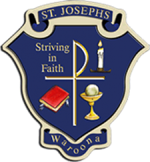 ST. JOSEPHS
Striving
in
Faith
Waroona